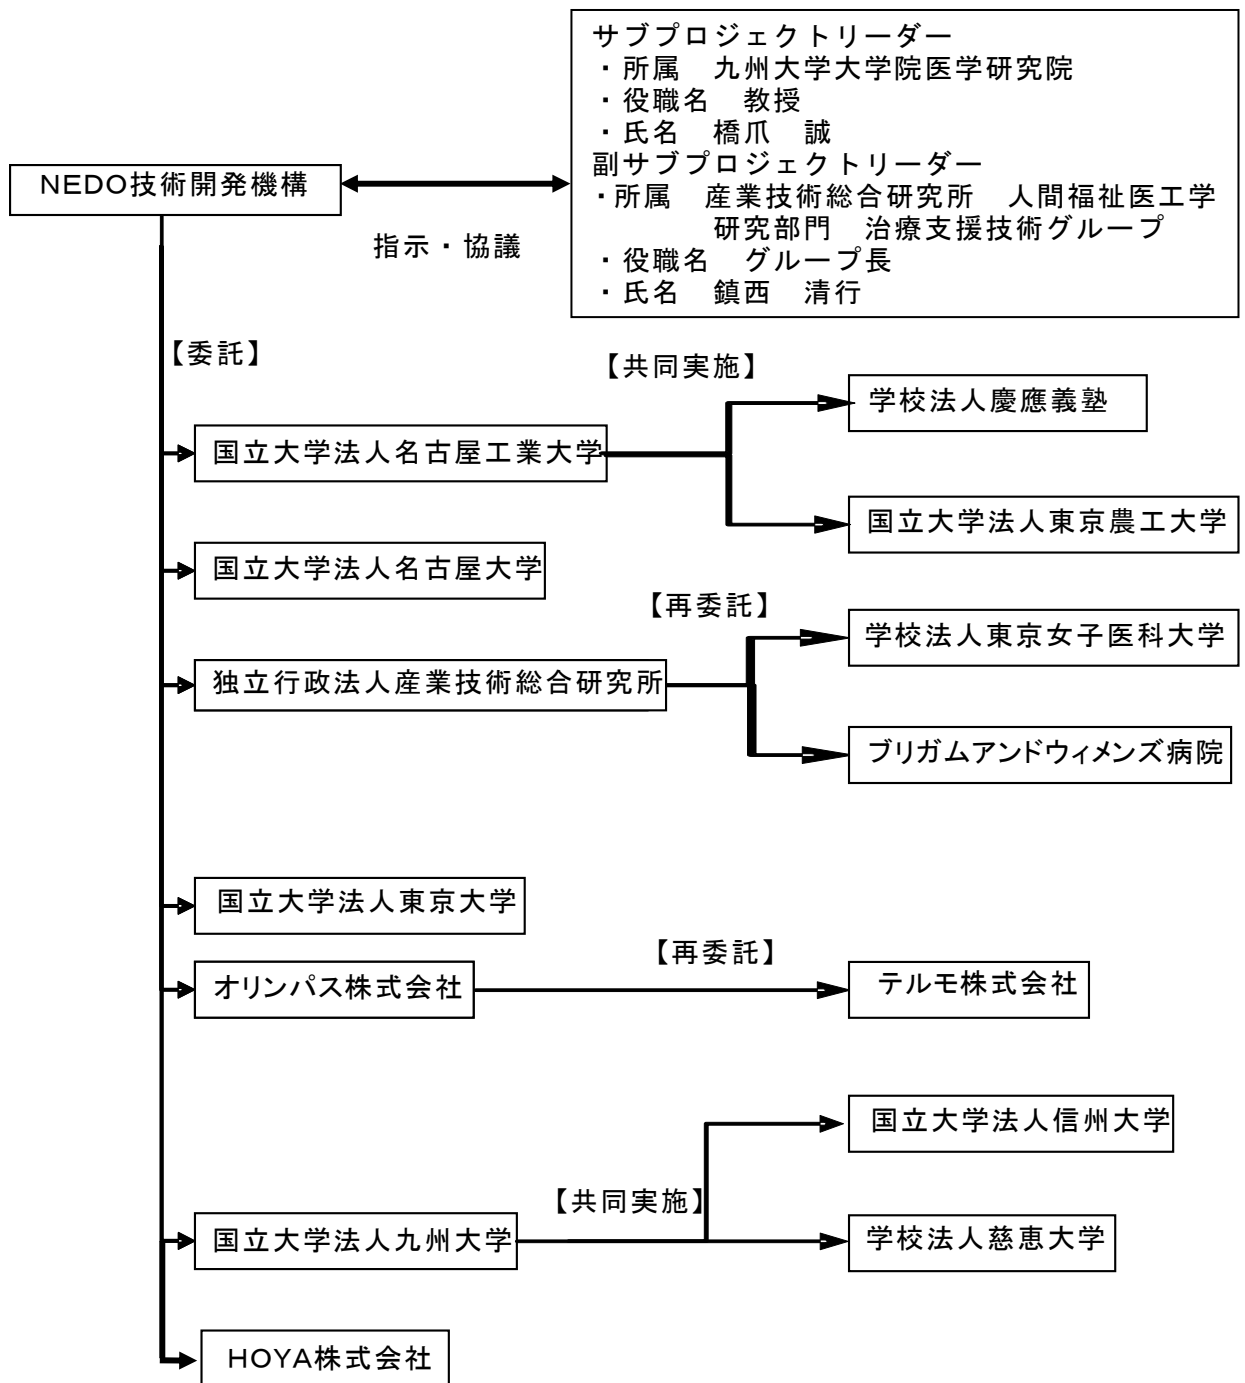 サブプロジェクトリーダー
・所属　九州大学大学院医学研究院
・役職名　教授
・氏名　橋爪　誠
副サブプロジェクトリーダー
・所属　産業技術総合研究所　人間福祉医工学
研究部門　治療支援技術グループ
・役職名　グループ長
・氏名　鎮西　清行
NEDO技術開発機構
指示・協議
【委託】
【共同実施】
学校法人慶應義塾
国立大学法人名古屋工業大学
国立大学法人東京農工大学
国立大学法人名古屋大学
【再委託】
学校法人東京女子医科大学
独立行政法人産業技術総合研究所
ブリガムアンドウィメンズ病院
国立大学法人東京大学
【再委託】
オリンパス株式会社
テルモ株式会社
国立大学法人信州大学
【共同実施】
国立大学法人九州大学
学校法人慈恵大学
HOYA株式会社